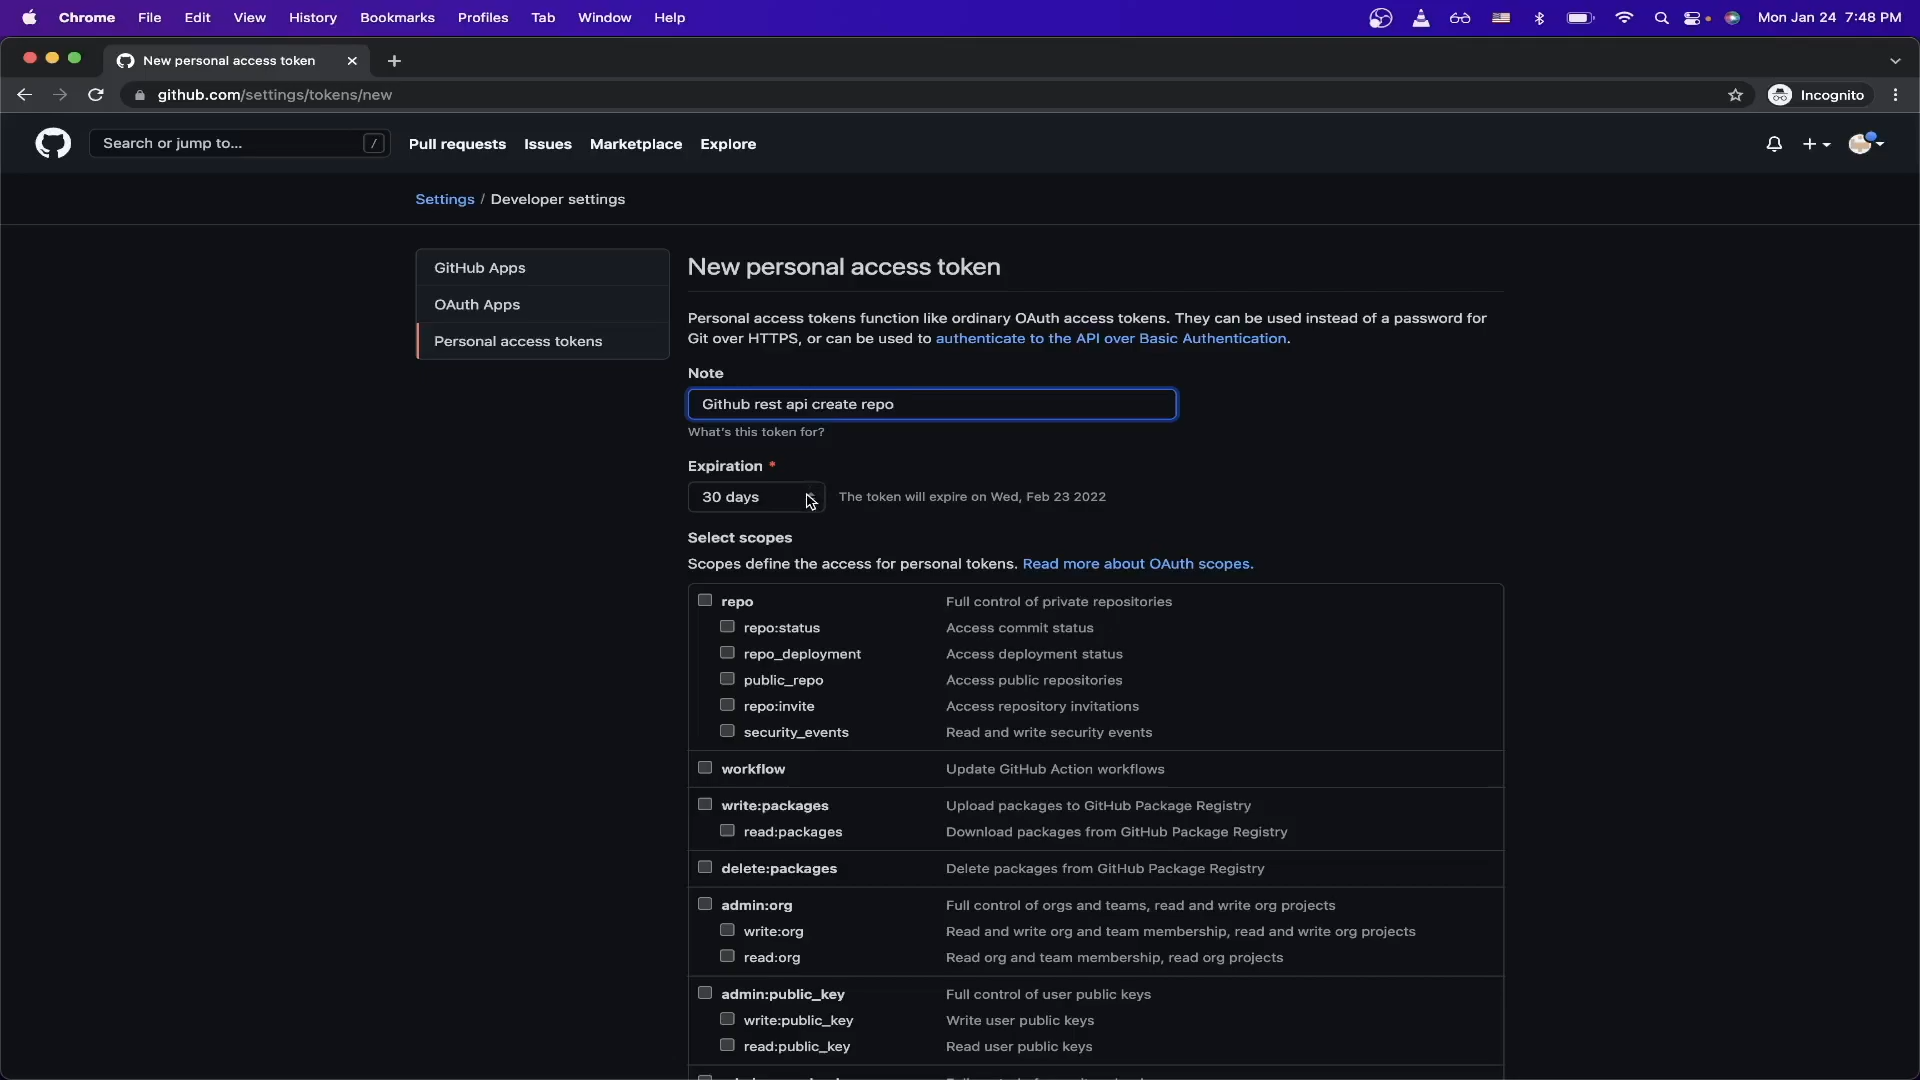 Chrome File Edit View History Bookmarks Profiles Tab Window Help Mon Jan 24 7:48 PM
New personal access token
github.com/settings/tokens/new Incognito
Search or jump to... / Pull requests Issues Marketplace Explore
Settings / Developer settings
GitHub Apps
OAuth Apps
Personal access tokens
New personal access token
Personal access tokens function like ordinary OAuth access tokens. They can be used instead of a password for
Git over HTTPS, or can be used to authenticate to the API over Basic Authentication.
Note
Github rest api create repo
What's this token for?
Expiration *
30 days The token will expire on Wed, Feb 23 2022
Select scopes
Scopes define the access for personal tokens. Read more about OAuth scopes.
repo Full control of private repositories
repo:status Access commit status
repo_deployment Access deployment status
public_repo Access public repositories
repo:invite Access repository invitations
security_events Read and write security events
workflow Update GitHub Action workflows
write:packages Upload packages to GitHub Package Registry
read:packages Download packages from GitHub Package Registry
delete:packages Delete packages from GitHub Package Registry
admin:org Full control of orgs and teams, read and write org projects
write:org Read and write org and team membership, read and write org projects
read:org Read org and team membership, read org projects
admin:public_key Full control of user public keys
write:public_key Write user public keys
read:public_key Read user public keys